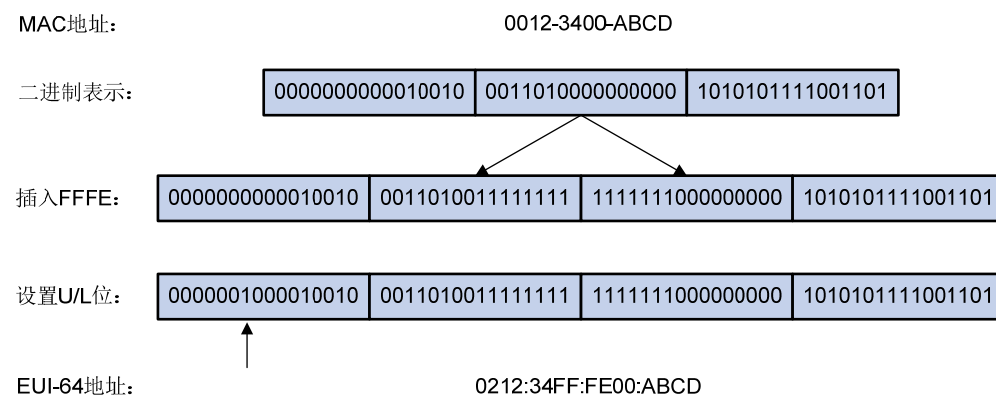 MAC地址： 0012-3400-ABCD
二进制表示： 0000000000010010 0011010000000000 1010101111001101
插入FFFE： 0000000000010010 0011010011111111 1111111000000000 1010101111001101
设置U/L位： 0000001000010010 0011010011111111 1111111000000000 1010101111001101
EUI-64地址： 0212:34FF:FE00:ABCD